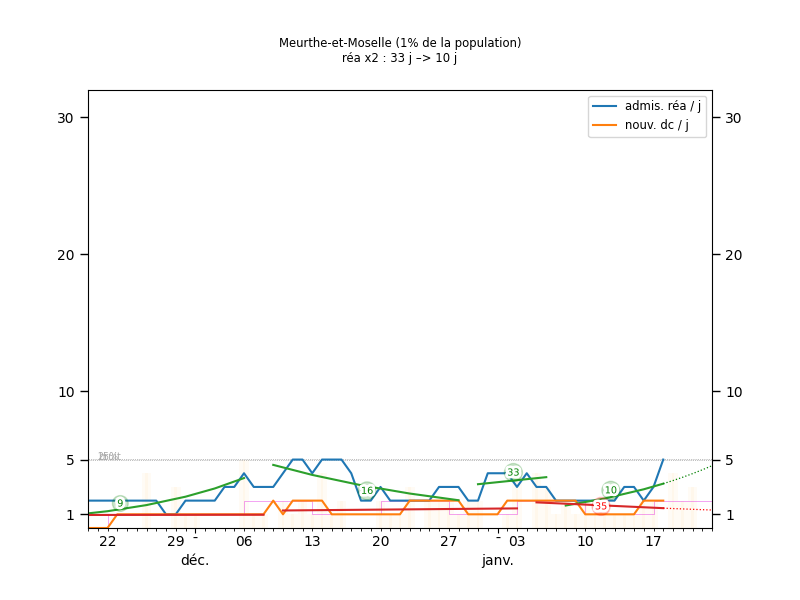 Meurthe-et-Moselle (1% de la population)
réa x2 : 33 j –> 10 j
admis. réa / j
nouv. dc / j
30 30
20 20
10 10
5 5
1 1
9
16
33
10
35
22 29 - 06 13 20 27 - 03 10 17
déc. janv.